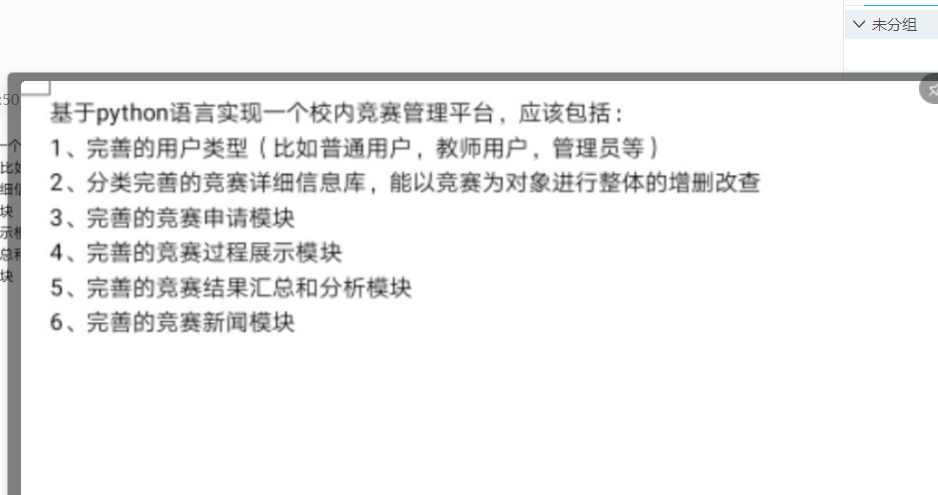 未分组
:50
基于python语言实现一个校内竞赛管理平台，应该包括：
1、完善的用户类型（比如普通用户，教师用户，管理员等）
2、分类完善的竞赛详细信息库，能以竞赛为对象进行整体的增删改查
3、完善的竞赛申请模块
4、完善的竞赛过程展示模块
5、完善的竞赛结果汇总和分析模块
6、完善的竞赛新闻模块
一个
比如
细信
块
示模
总和
块